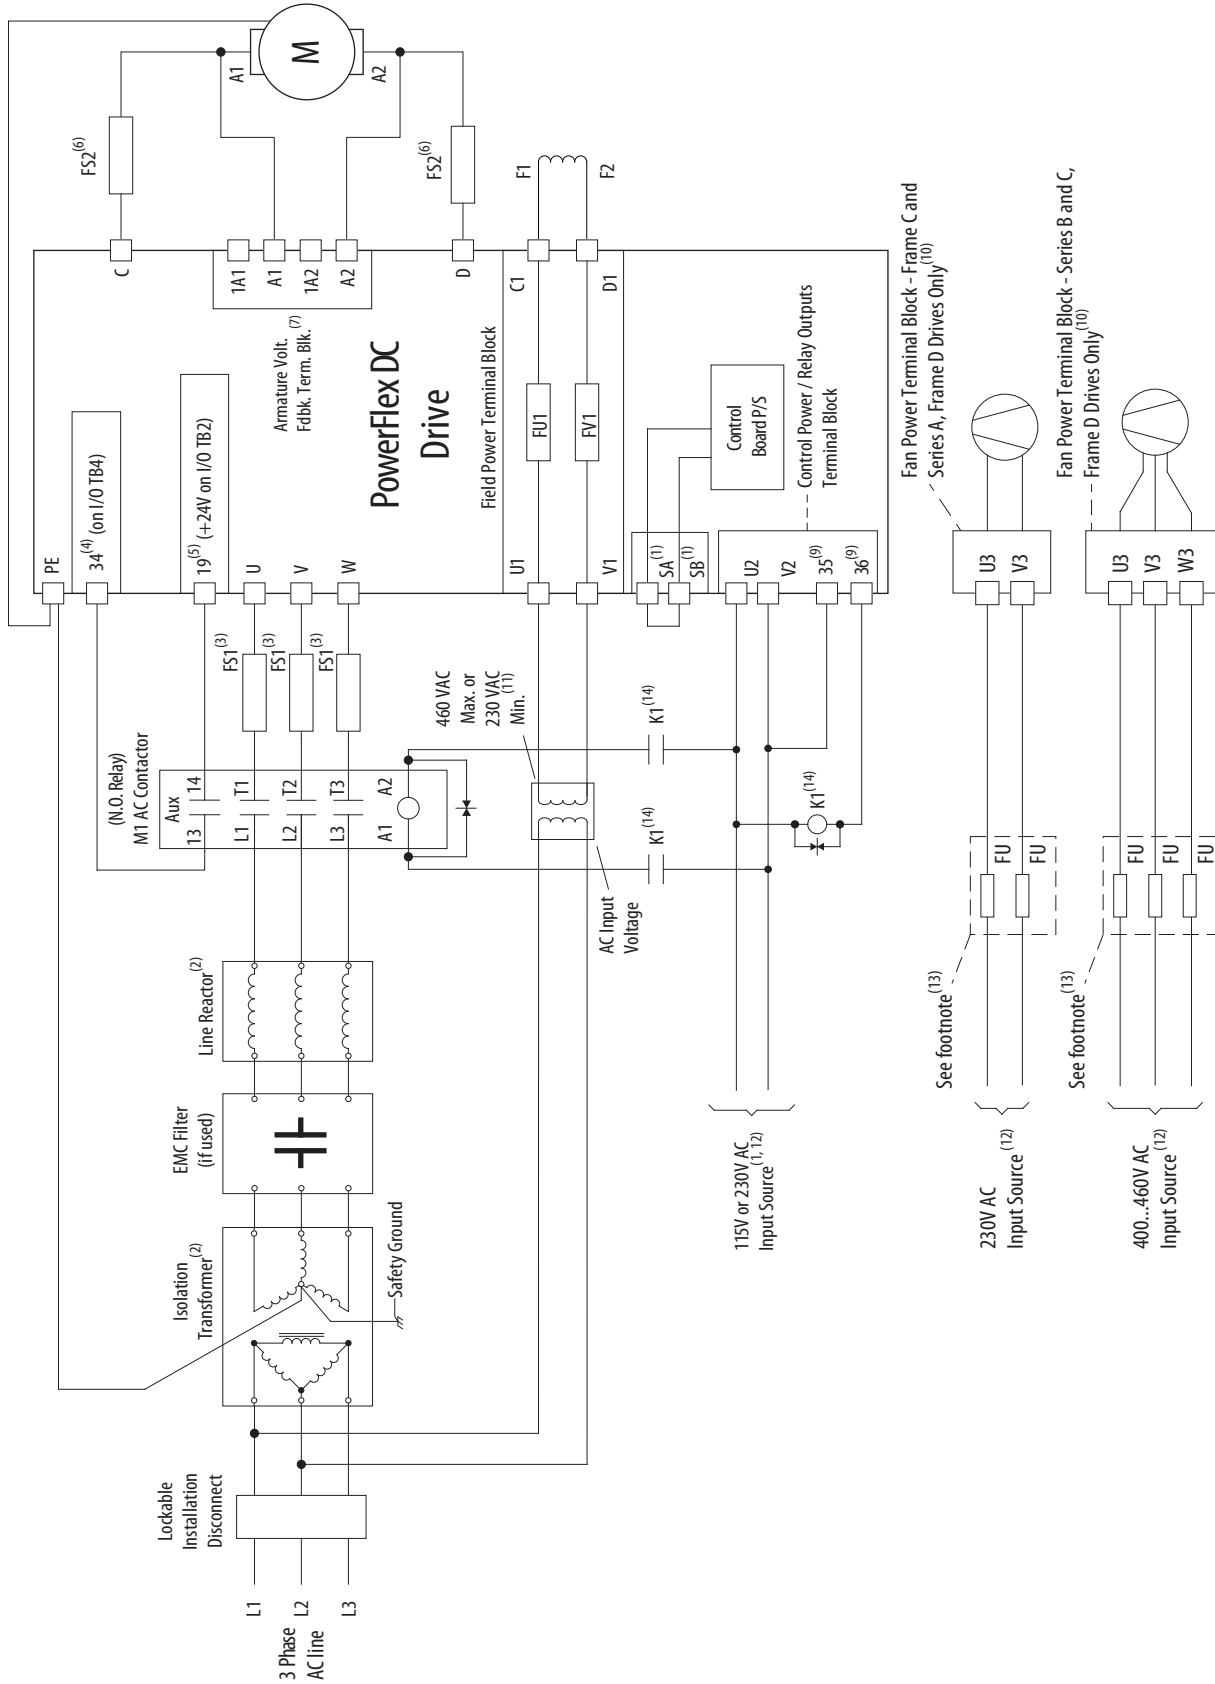 3 Phase
AC line
L1
L2
L3
Lockable
Installation
Disconnect
Isolation
Transformer(2)
Safety Ground
EMC Filter
(if used)
Line Reactor(2)
(N.O. Relay)
M1 AC Contactor
Aux
13
14
L1
T1
L2
T2
L3
T3
A1
A2
FS1(3)
FS1(3)
FS1(3)
AC Input
Voltage
460 VAC
Max. or
230 VAC
Min. (11)
K1(14)
K1(14)
K1(14)
115V or 230V AC
Input Source(1, 12)
PE
34(4) (on I/O TB4)
19(5) (+24V on I/O TB2)
U
V
W
PowerFlex DC
Drive
Armature Volt.
Fdbk. Term. Blk. (7)
C
1A1
A1
1A2
A2
D
FS2(6)
FS2(6)
A1
M
A2
Field Power Terminal Block
U1
V1
FU1
FV1
C1
D1
F1
F2
SA(1)
SB(1)
Control
Board P/S
U2
V2
35(9)
36(9)
Control Power / Relay Outputs
Terminal Block
230V AC
Input Source (12)
See footnote(13)
FU
FU
U3
V3
Fan Power Terminal Block - Frame C and
Series A, Frame D Drives Only(10)
400...460V AC
Input Source(12)
See footnote(13)
FU
FU
FU
U3
V3
W3
Fan Power Terminal Block - Series B and C,
Frame D Drives Only(10)